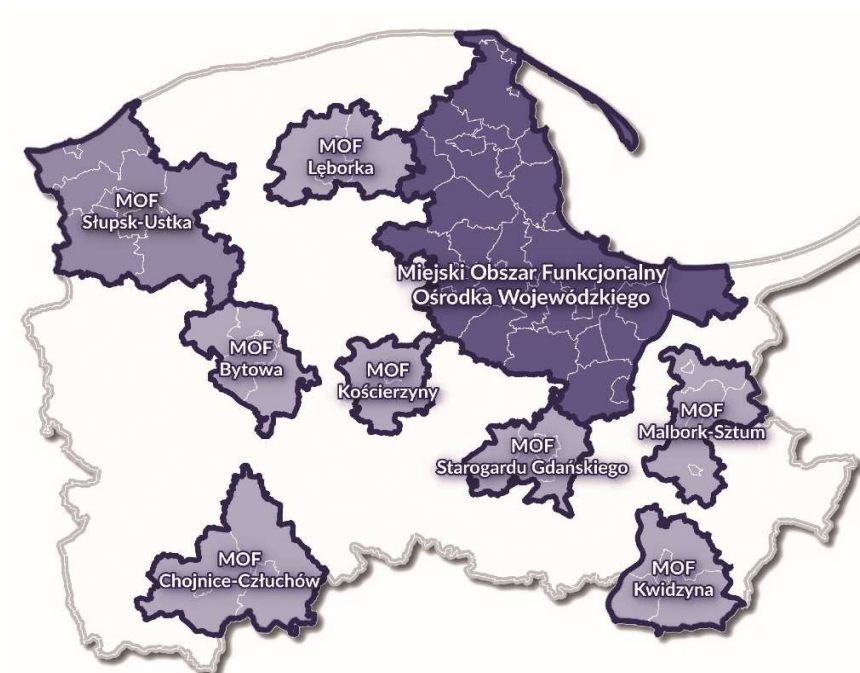 MOF
Lęborka
MOF
Słupsk-Ustka
Miejski Obszar Funkcjonalny
Ośrodka Wojewódzkiego
MOF
Bytowa
MOF
Kościerzyny
MOF
Malbork-Sztum
MOF
Starogardu Gdańskiego
MOF
Chojnice-Człuchów
MOF
Kwidzyna